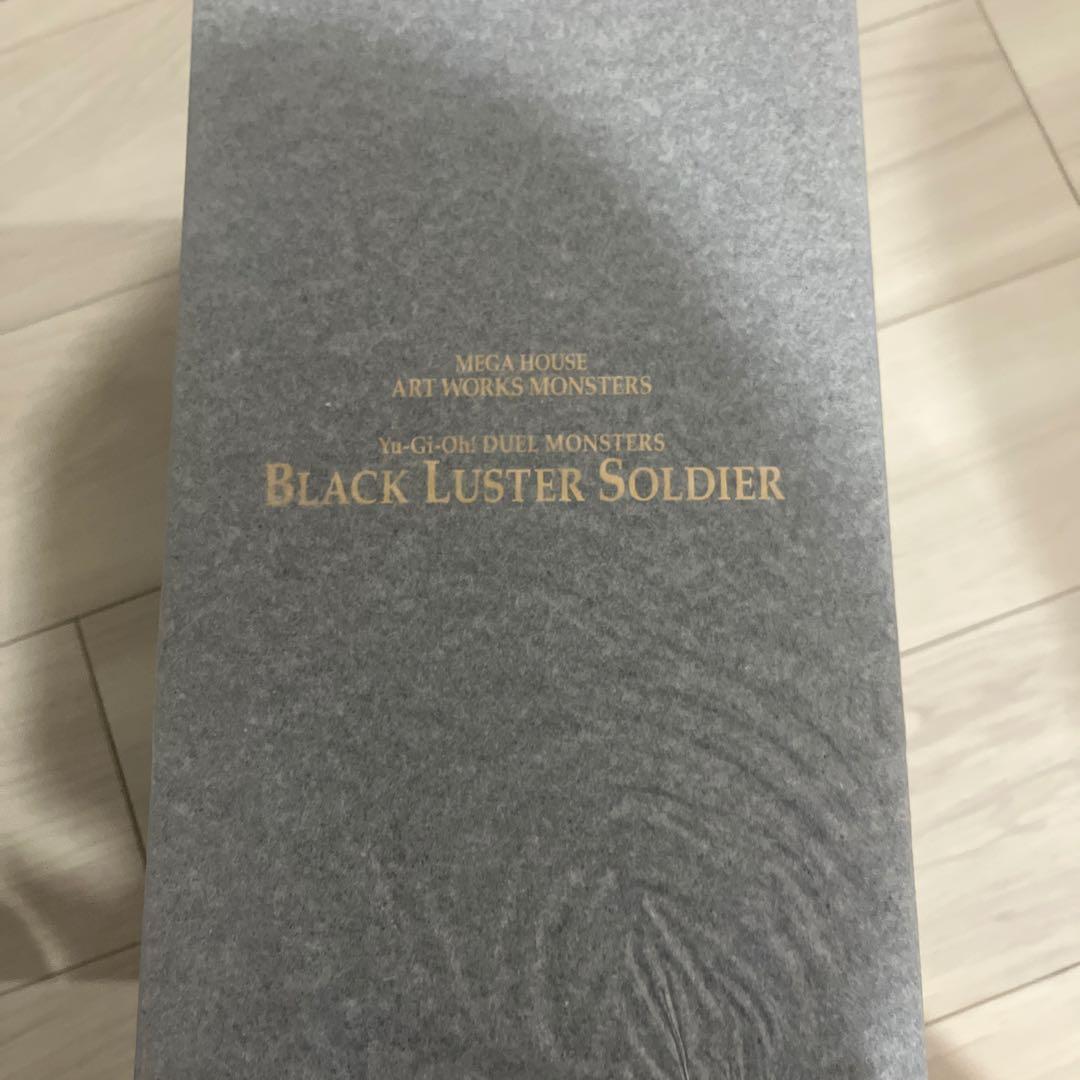 MEGA HOUSE
ART WORKS MONSTERS
Yu-Gi-Oh! DUEL MONSTERS
BLACK LUSTER SOLDIER